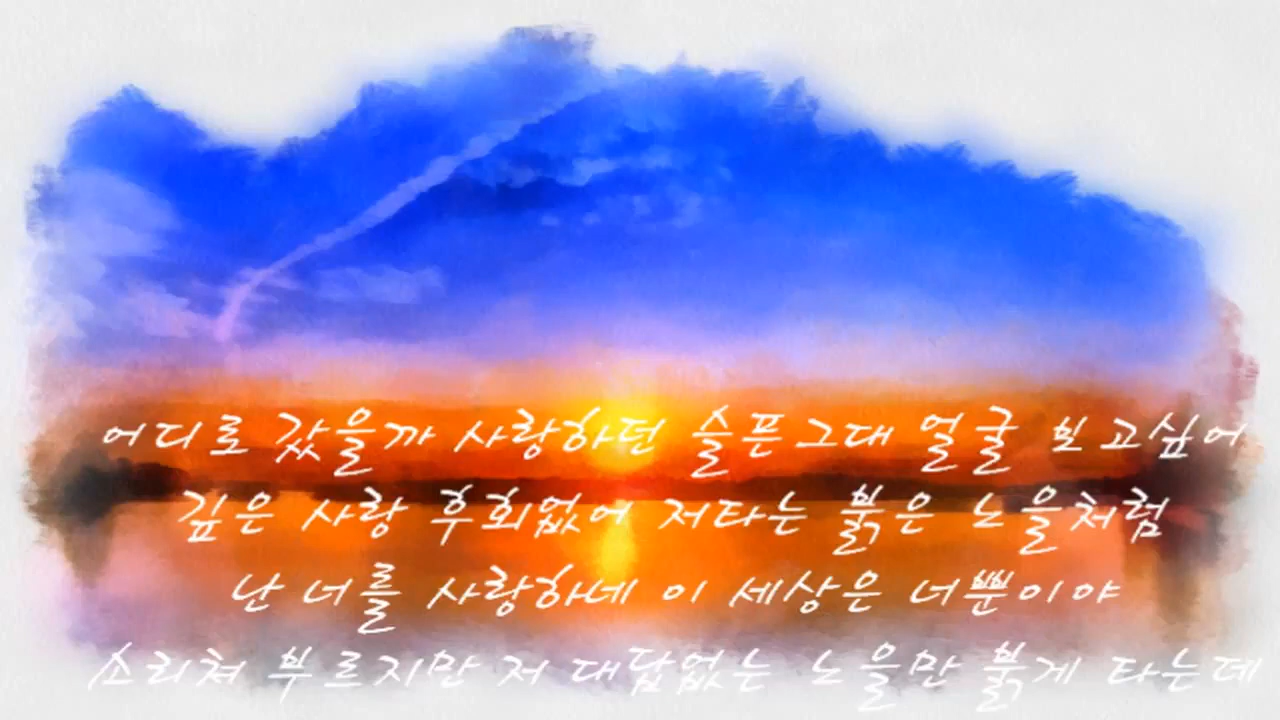 어디로 갔을까 사랑하던 슬픈그대 얼굴 보고싶어
깊은 사랑 후회없어 저타는 붉은 노을처럼
난 너를 사랑하네 이 세상은 너뿐이야
소리쳐 부르지만 저 대답없는 노을만 붉게 타는데